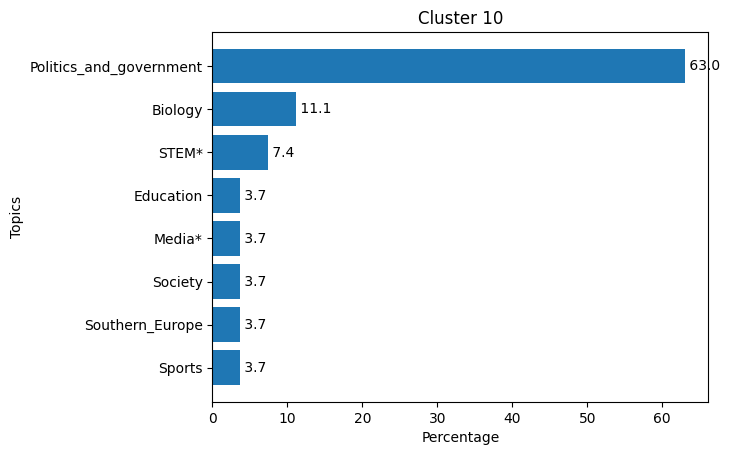 Cluster 10
Politics_and_government 63.0
Biology 11.1
STEM* 7.4
Education 3.7
Media* 3.7
Society 3.7
Southern_Europe 3.7
Sports 3.7
Topics
0 10 20 30 40 50 60
Percentage